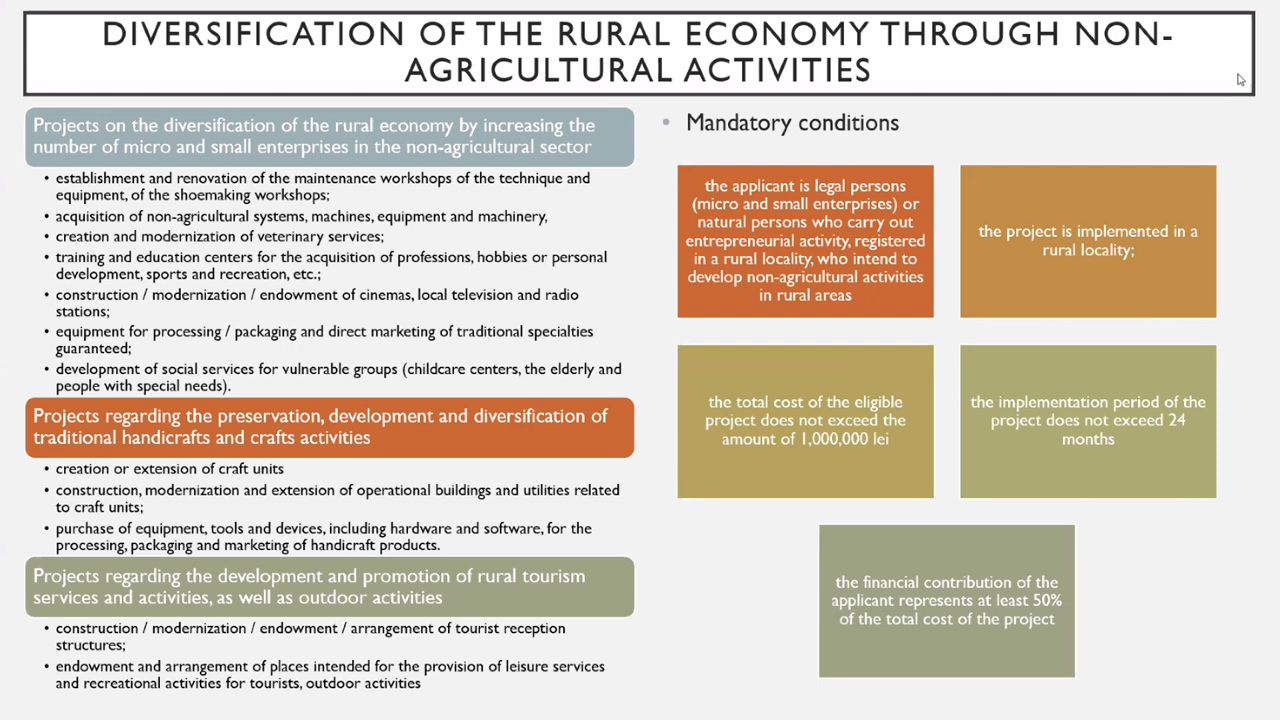 DIVERSIFICATION OF THE RURAL ECONOMY THROUGH NON-
AGRICULTURAL ACTIVITIES
Projects on the diversification of the rural economy by increasing the
number of micro and small enterprises in the non-agricultural sector
• establishment and renovation of the maintenance workshops of the technique and
equipment, of the shoemaking workshops;
• acquisition of non-agricultural systems, machines, equipment and machinery,
• creation and modernization of veterinary services;
• training and education centers for the acquisition of professions, hobbies or personal
development, sports and recreation, etc.;
• construction / modernization / endowment of cinemas, local television and radio
stations;
• equipment for processing / packaging and direct marketing of traditional specialties
guaranteed;
• development of social services for vulnerable groups (childcare centers, the elderly and
people with special needs).
Projects regarding the preservation, development and diversification of
traditional handicrafts and crafts activities
• creation or extension of craft units
• construction, modernization and extension of operational buildings and utilities related
to craft units;
• purchase of equipment, tools and devices, including hardware and software, for the
processing, packaging and marketing of handicraft products.
Projects regarding the development and promotion of rural tourism
services and activities, as well as outdoor activities
• construction / modernization / endowment / arrangement of tourist reception
structures;
• endowment and arrangement of places intended for the provision of leisure services
and recreational activities for tourists, outdoor activities
• Mandatory conditions
the applicant is legal persons
(micro and small enterprises) or
natural persons who carry out
entrepreneurial activity, registered
in a rural locality, who intend to
develop non-agricultural activities
in rural areas
the project is implemented in a
rural locality;
the total cost of the eligible
project does not exceed the
amount of 1,000,000 lei
the implementation period of the
project does not exceed 24
months
the financial contribution of the
applicant represents at least 50%
of the total cost of the project